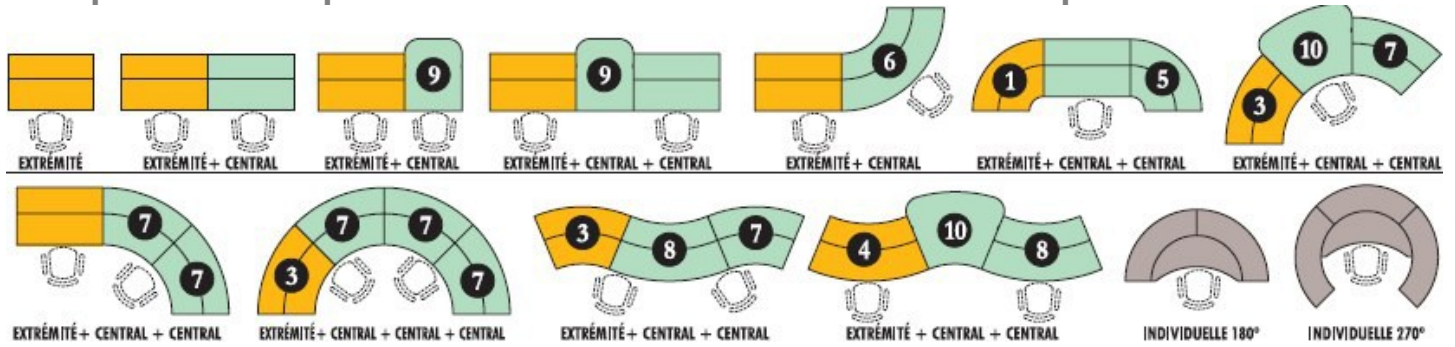 9
9
6
1 5
3 10 7
EXTRÉMITÉ
EXTRÉMITÉ + CENTRAL
EXTRÉMITÉ + CENTRAL
EXTRÉMITÉ + CENTRAL + CENTRAL
EXTRÉMITÉ + CENTRAL
EXTRÉMITÉ + CENTRAL + CENTRAL
EXTRÉMITÉ + CENTRAL + CENTRAL
7 7
3 7 7 7
3 8 7
4 10 8
EXTRÉMITÉ + CENTRAL + CENTRAL
EXTRÉMITÉ + CENTRAL + CENTRAL + CENTRAL
EXTRÉMITÉ + CENTRAL + CENTRAL
EXTRÉMITÉ + CENTRAL + CENTRAL
INDIVIDUELLE 180º
INDIVIDUELLE 270º